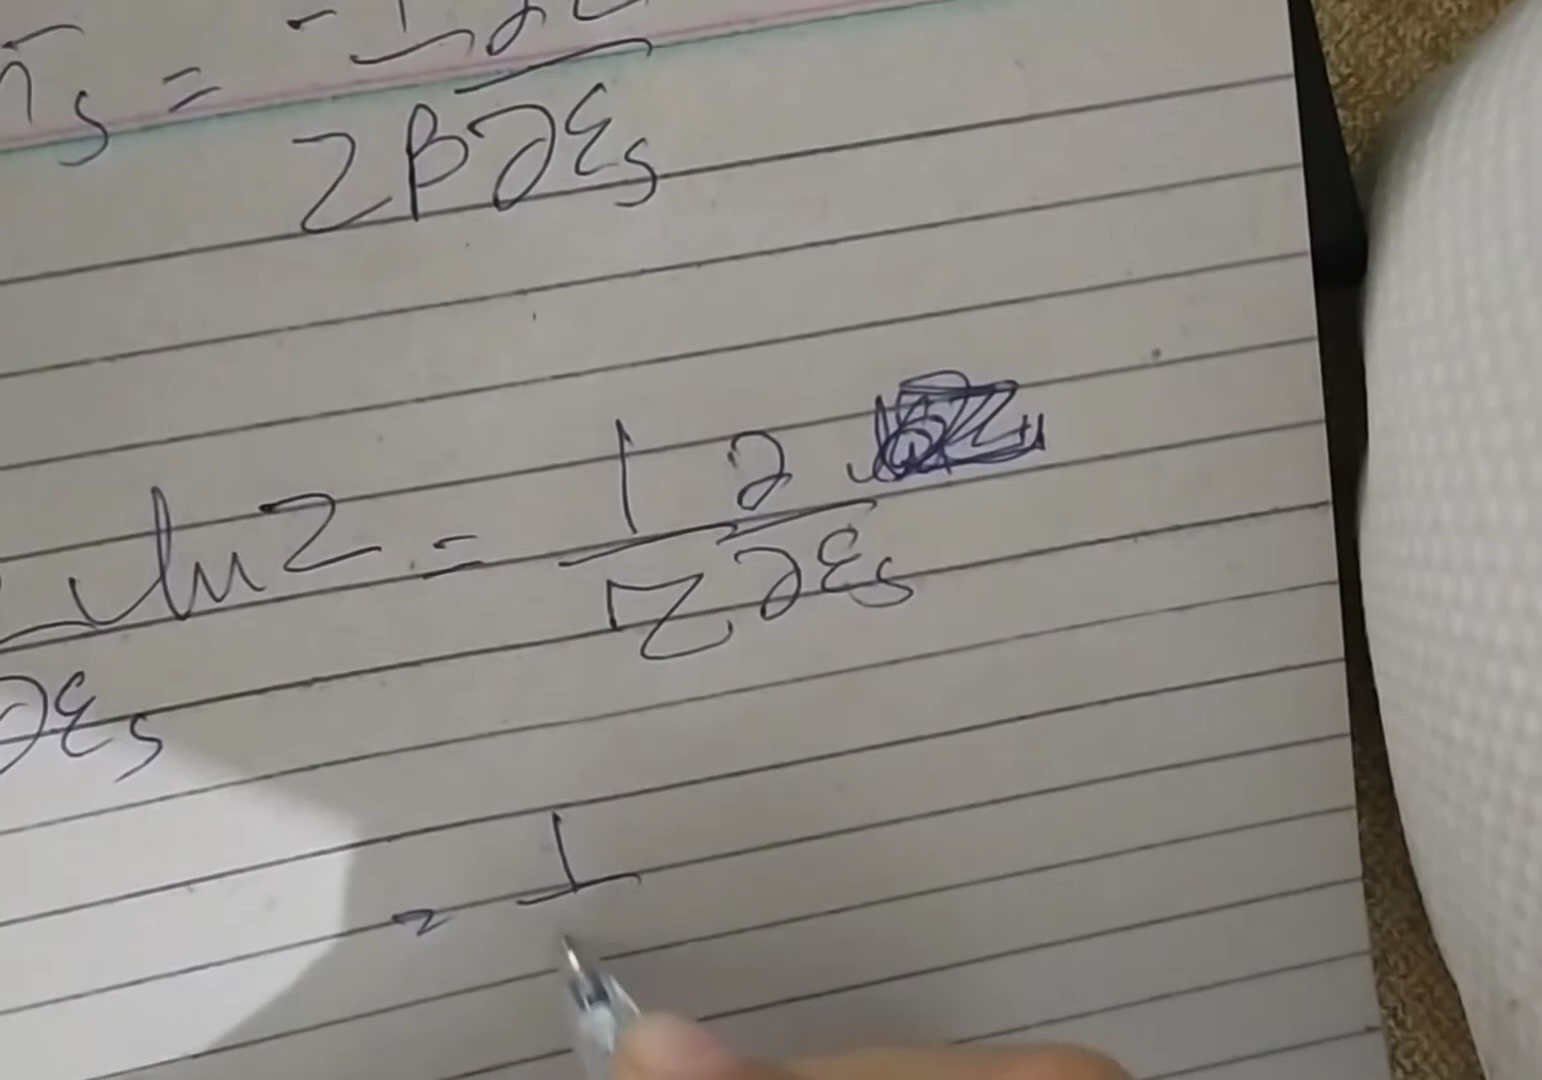 n̄s = - 1 ∂Z / Zβ ∂εs
∂ ln Z / ∂εs = 1 ∂ / Z ∂εs
= 1